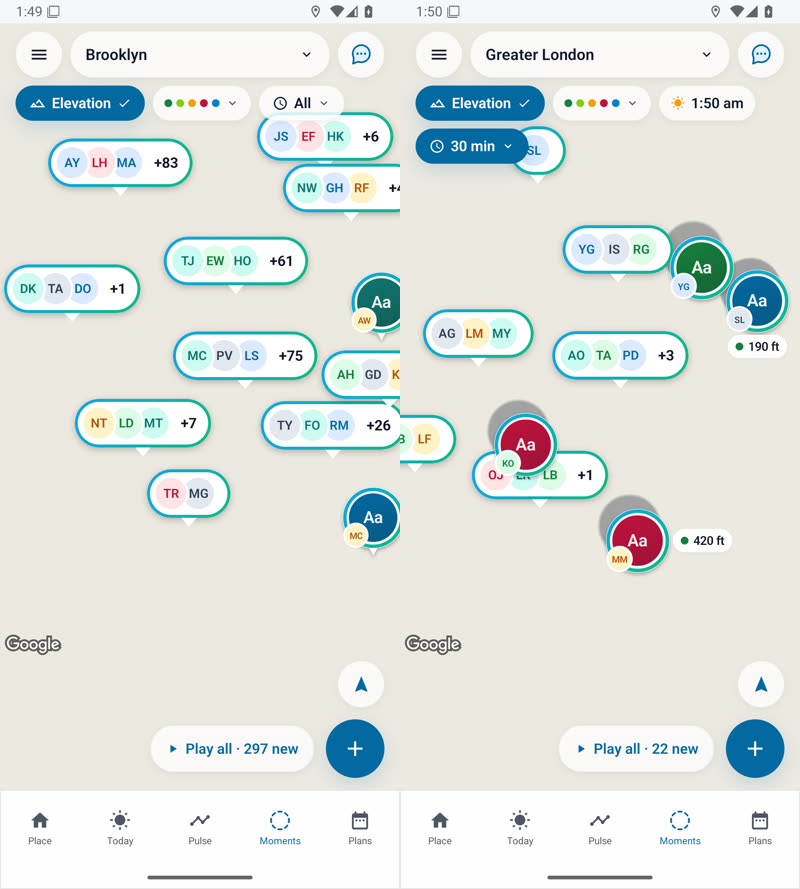 1:49
Brooklyn
Elevation
All
JS EF HK +6
AY LH MA +83
NW GH RF
TJ EW HO +61
DK TA DO +1
Aa
AW
MC PV LS +75
AH GD
NT LD MT +7
TY FO RM +26
TR MG
Aa
MC
Google
Play all · 297 new
Place
Today
Pulse
Moments
Plans
1:50
Greater London
Elevation
1:50 am
30 min
SL
YG IS RG
Aa
YG
Aa
SL
190 ft
AG LM MY
AO TA PD +3
LF
Aa
KO
LB +1
Aa
MM
420 ft
Google
Play all · 22 new
Place
Today
Pulse
Moments
Plans